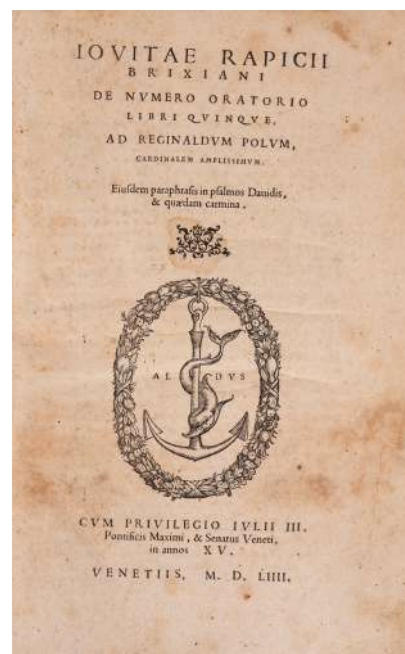 IOVITAE RAPICII
BRIXIANI
DE NVMERO ORATORIO
LIBRI QVINQVE,
AD REGINALDVM POLVM,
CARDINALEM AMPLISSIMVM.
Eiusdem paraphrasis in psalmos Dauidis,
& quædam carmina.
AL DVS
CVM PRIVILEGIO IVLII III.
Pontificis Maximi, & Senatus Veneti,
in annos XV.
VENETIIS, M. D. LIIII.